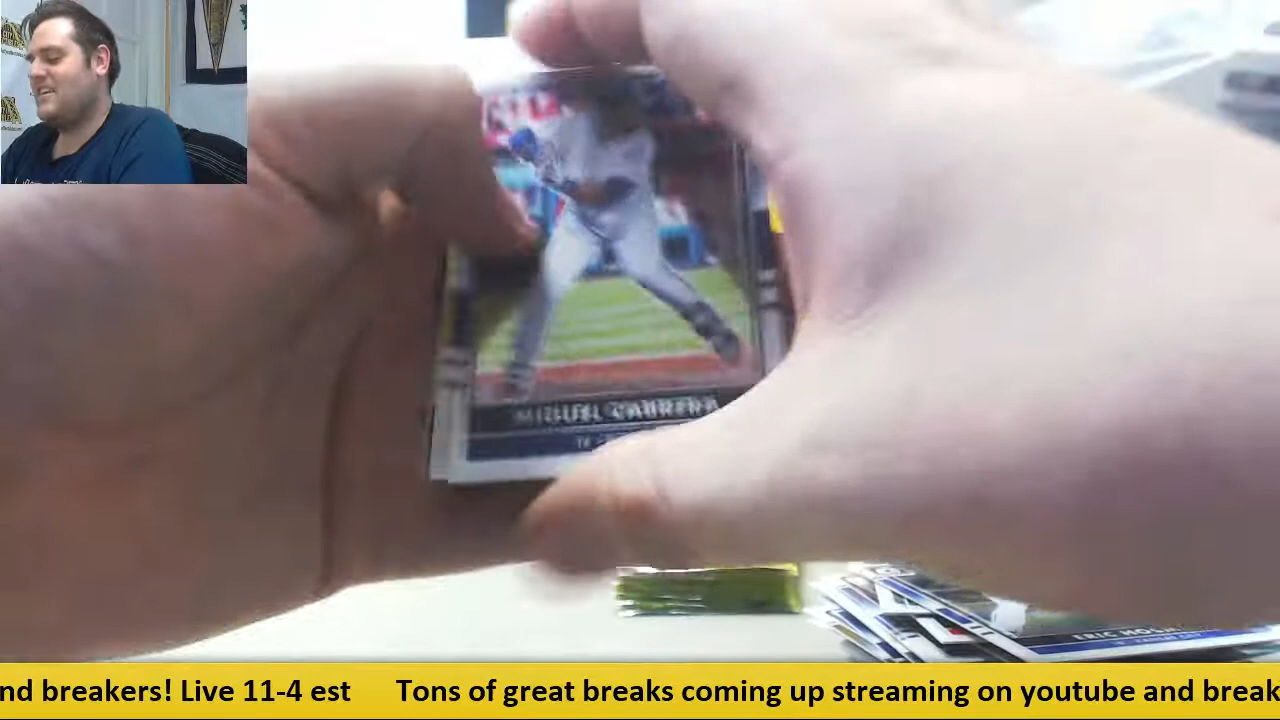 MIGUEL CABRERA
ERIC HOSM
nd breakers! Live 11-4 est Tons of great breaks coming up streaming on youtube and break